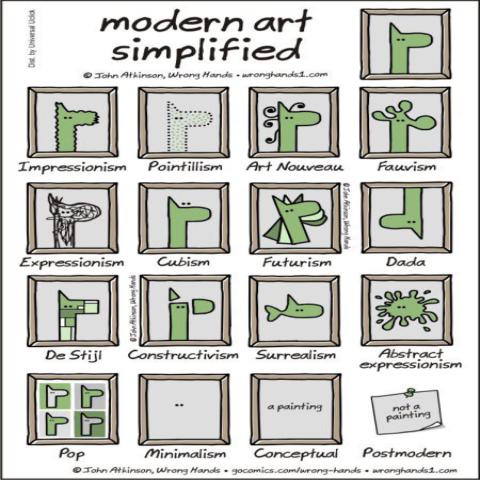 modern art
simplified
© John Atkinson, Wrong Hands • wronghands1.com
Dist. by Universal Uclick
Impressionism
Pointillism
Art Nouveau
Fauvism
© John Atkinson, Wrong Hands
Expressionism
Cubism
Futurism
Dada
© John Atkinson, Wrong Hands
De Stijl
Constructivism
Surrealism
Abstract
expressionism
a painting
not a
painting
Pop
Minimalism
Conceptual
Postmodern
© John Atkinson, Wrong Hands • gocomics.com/wrong-hands • wronghands1.com